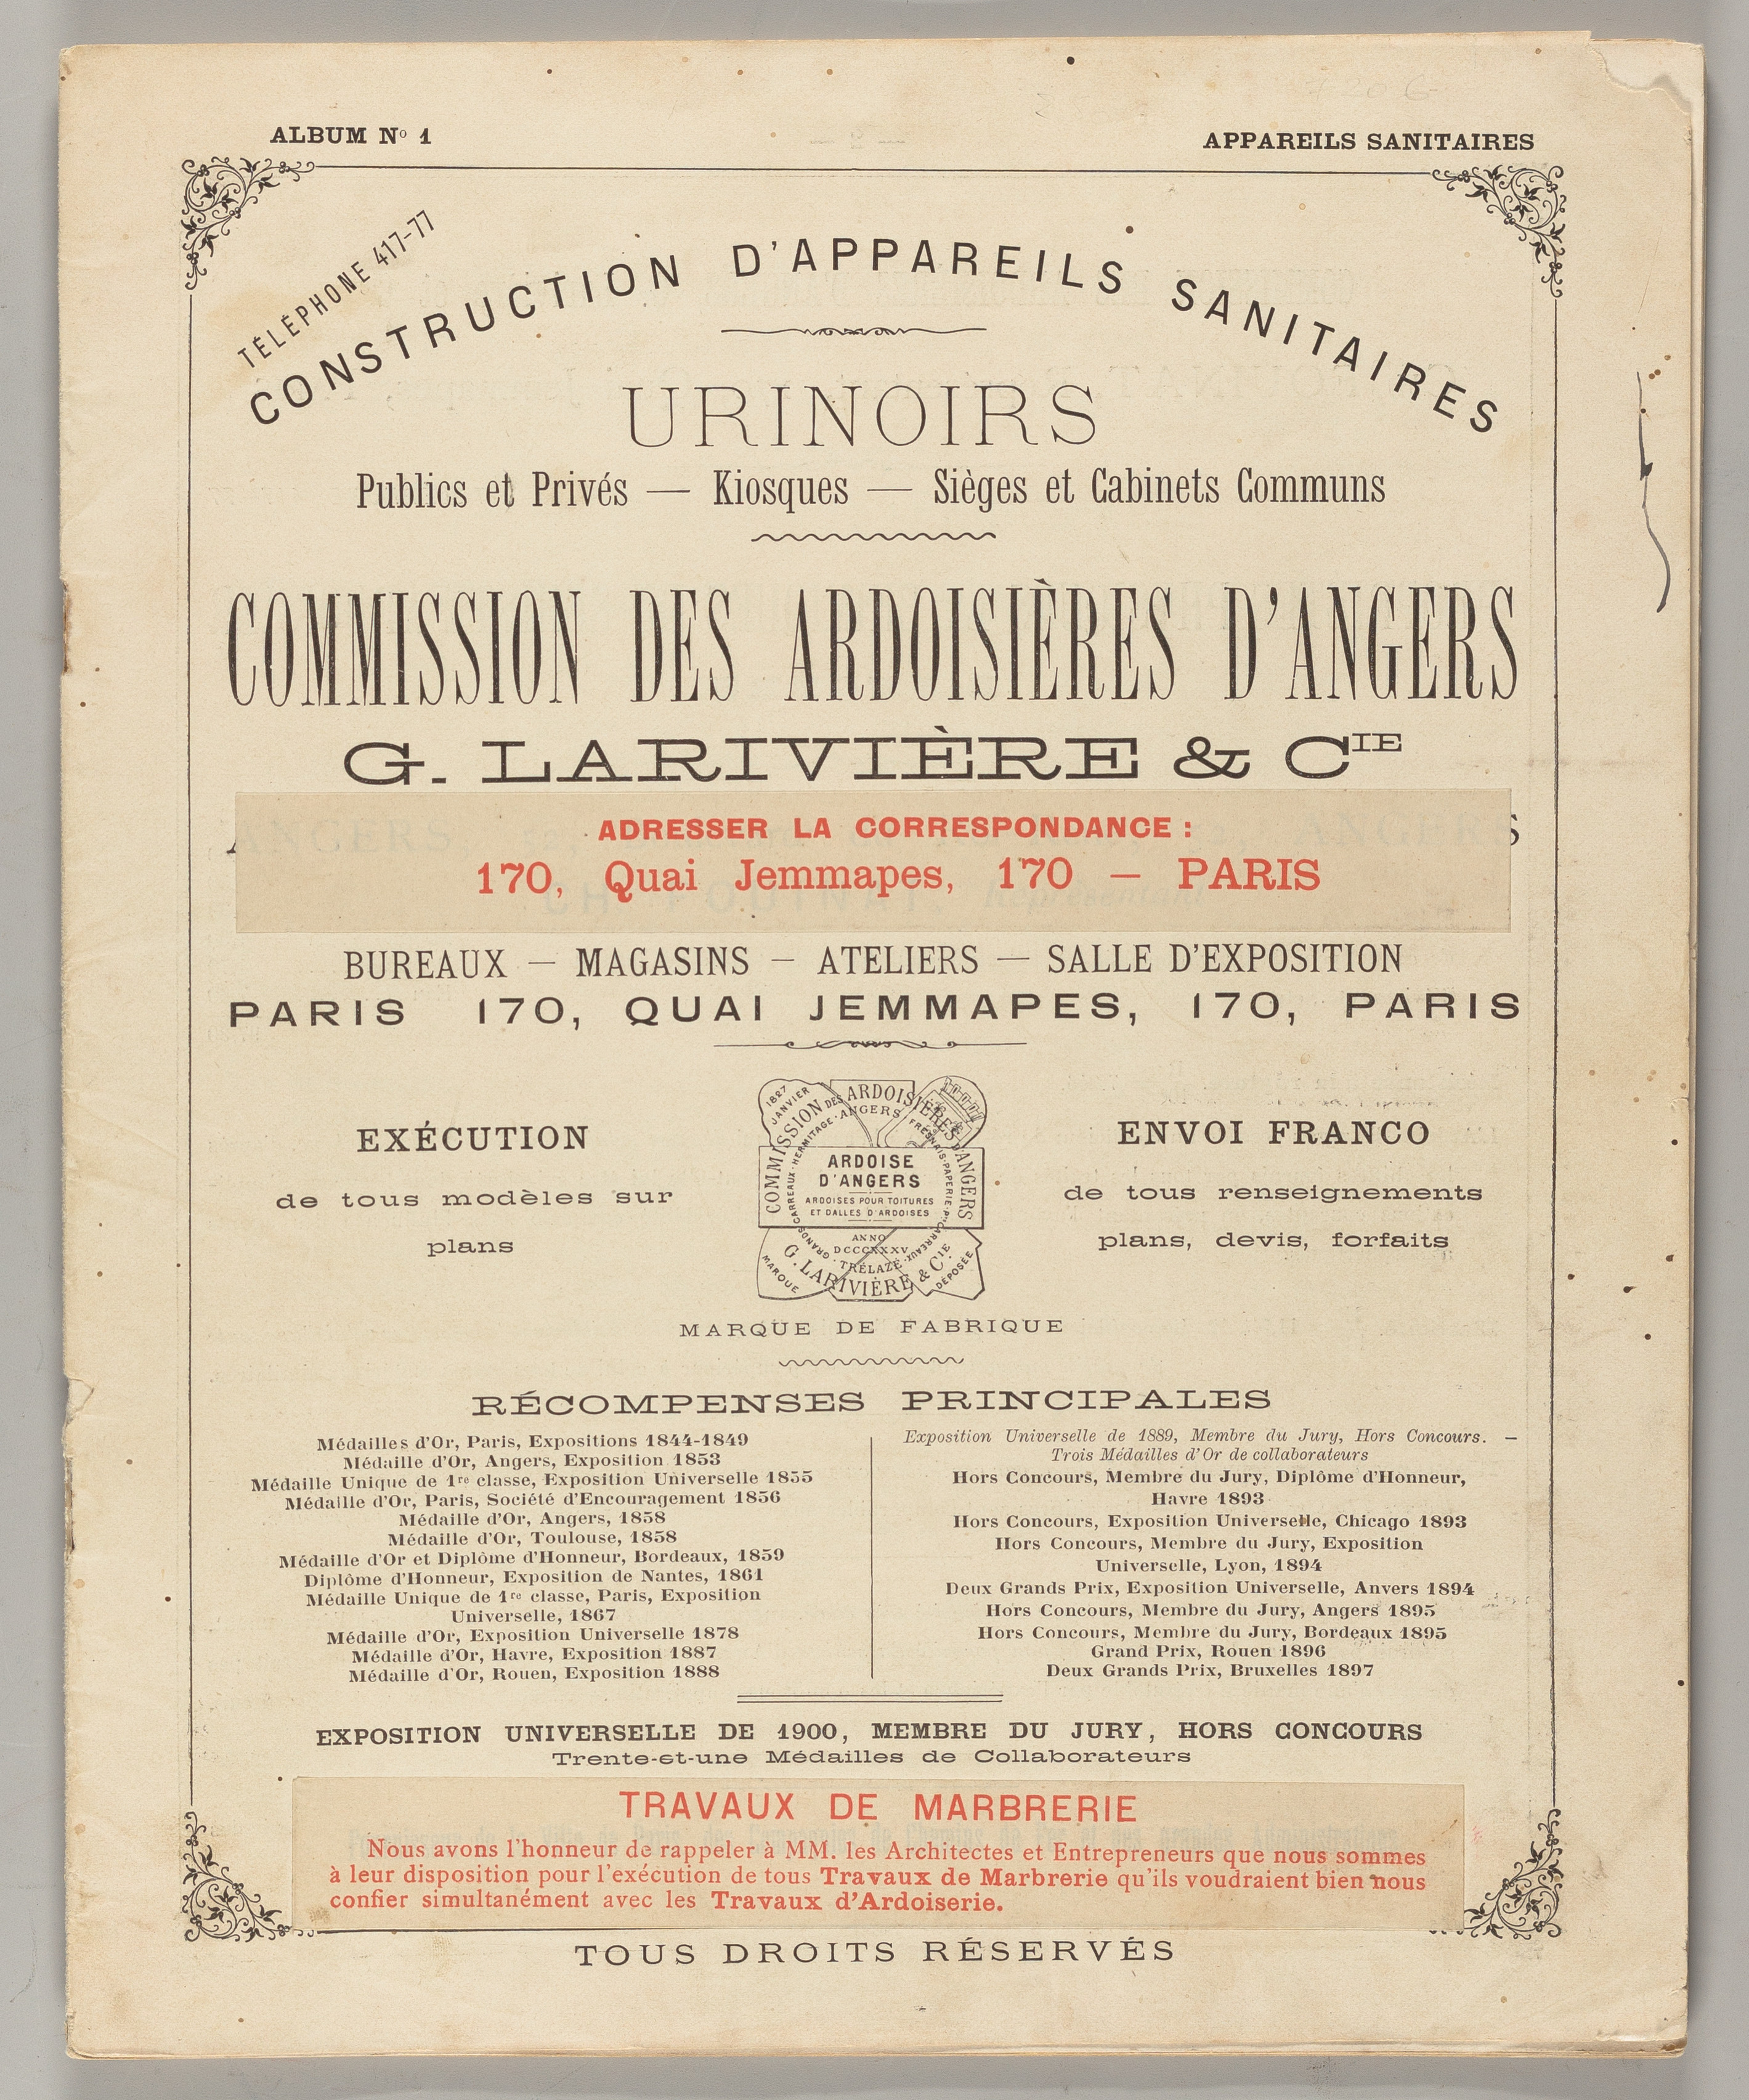 ALBUM Nº 1
APPAREILS SANITAIRES
TÉLÉPHONE 417-77
CONSTRUCTION D'APPAREILS SANITAIRES
URINOIRS
Publics et Privés — Kiosques — Sièges et Cabinets Communs
COMMISSION DES ARDOISIÈRES D'ANGERS
G. LARIVIÈRE & CIE
ADRESSER LA CORRESPONDANCE :
170, Quai Jemmapes, 170 — PARIS
BUREAUX — MAGASINS — ATELIERS — SALLE D'EXPOSITION
PARIS 170, QUAI JEMMAPES, 170, PARIS
EXÉCUTION
de tous modèles sur
plans
1827
JANVIER
COMMISSION DES ARDOISIÈRES D'ANGERS
ARDOISE
D'ANGERS
ARDOISES POUR TOITURES
ET DALLES D'ARDOISES
ANNO
DCCCXXXV
TRÉLAZÉ
G. LARIVIÈRE & CIE
MARQUE
DÉPOSÉE
ENVOI FRANCO
de tous renseignements
plans, devis, forfaits
MARQUE DE FABRIQUE
RÉCOMPENSES PRINCIPALES
Médailles d'Or, Paris, Expositions 1844-1849
Médaille d'Or, Angers, Exposition 1853
Médaille Unique de 1re classe, Exposition Universelle 1855
Médaille d'Or, Paris, Société d'Encouragement 1856
Médaille d'Or, Angers, 1858
Médaille d'Or, Toulouse, 1858
Médaille d'Or et Diplôme d'Honneur, Bordeaux, 1859
Diplôme d'Honneur, Exposition de Nantes, 1861
Médaille Unique de 1re classe, Paris, Exposition
Universelle, 1867
Médaille d'Or, Exposition Universelle 1878
Médaille d'Or, Havre, Exposition 1887
Médaille d'Or, Rouen, Exposition 1888
Exposition Universelle de 1889, Membre du Jury, Hors Concours. —
Trois Médailles d'Or de collaborateurs
Hors Concours, Membre du Jury, Diplôme d'Honneur,
Havre 1893
Hors Concours, Exposition Universelle, Chicago 1893
Hors Concours, Membre du Jury, Exposition
Universelle, Lyon, 1894
Deux Grands Prix, Exposition Universelle, Anvers 1894
Hors Concours, Membre du Jury, Angers 1895
Hors Concours, Membre du Jury, Bordeaux 1895
Grand Prix, Rouen 1896
Deux Grands Prix, Bruxelles 1897
EXPOSITION UNIVERSELLE DE 1900, MEMBRE DU JURY, HORS CONCOURS
Trente-et-une Médailles de Collaborateurs
TRAVAUX DE MARBRERIE
Nous avons l'honneur de rappeler à MM. les Architectes et Entrepreneurs que nous sommes
à leur disposition pour l'exécution de tous Travaux de Marbrerie qu'ils voudraient bien nous
confier simultanément avec les Travaux d'Ardoiserie.
TOUS DROITS RÉSERVÉS